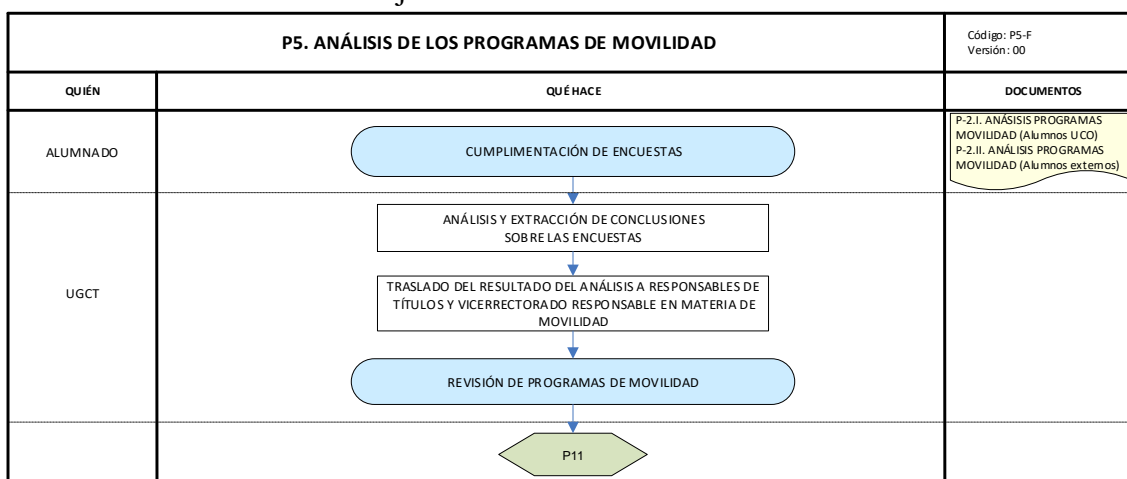 P5. ANÁLISIS DE LOS PROGRAMAS DE MOVILIDAD
Código: P5-F
Versión: 00
QUIÉN
QUÉ HACE
DOCUMENTOS
ALUMNADO
CUMPLIMENTACIÓN DE ENCUESTAS
P-2.I. ANÁSISIS PROGRAMAS
MOVILIDAD (Alumnos UCO)
P-2.II. ANÁLISIS PROGRAMAS
MOVILIDAD (Alumnos externos)
UGCT
ANÁLISIS Y EXTRACCIÓN DE CONCLUSIONES
SOBRE LAS ENCUESTAS
TRASLADO DEL RESULTADO DEL ANÁLISIS A RESPONSABLES DE
TÍTULOS Y VICERRECTORADO RESPONSABLE EN MATERIA DE
MOVILIDAD
REVISIÓN DE PROGRAMAS DE MOVILIDAD
P11